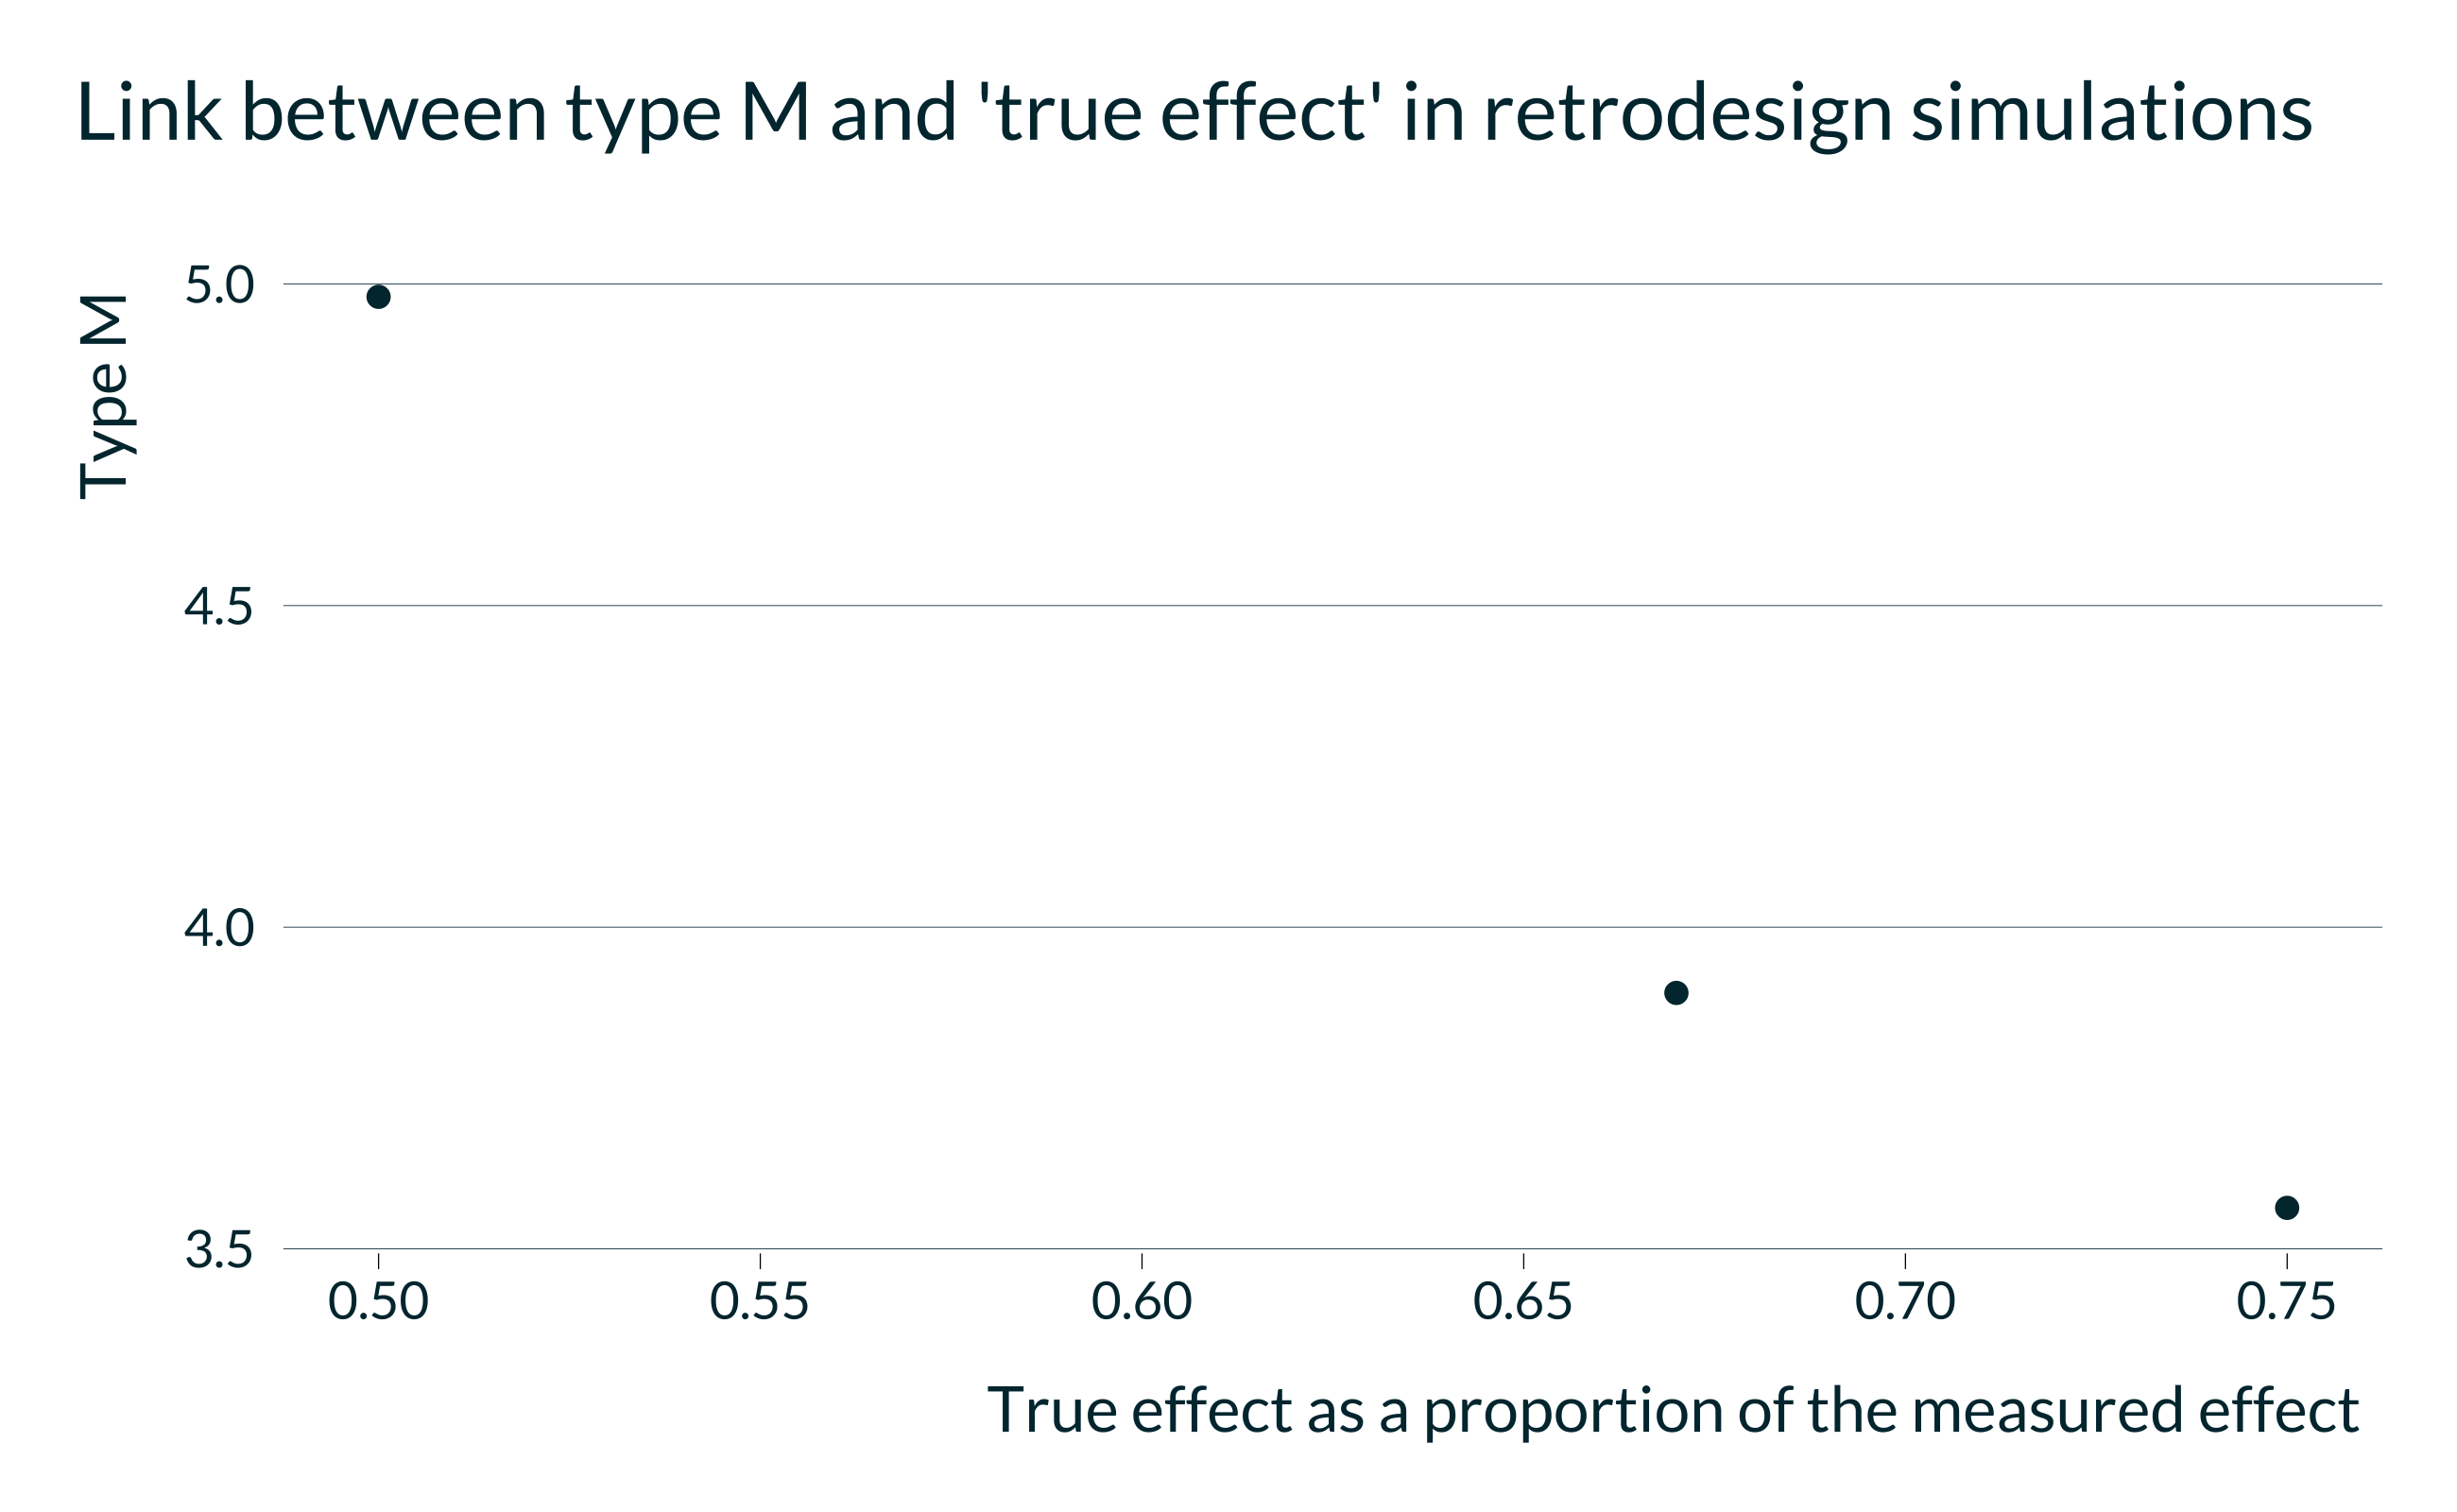 Link between type M and 'true effect' in retrodesign simulations
Type M
5.0
4.5
4.0
3.5
0.50 0.55 0.60 0.65 0.70 0.75
True effect as a proportion of the measured effect